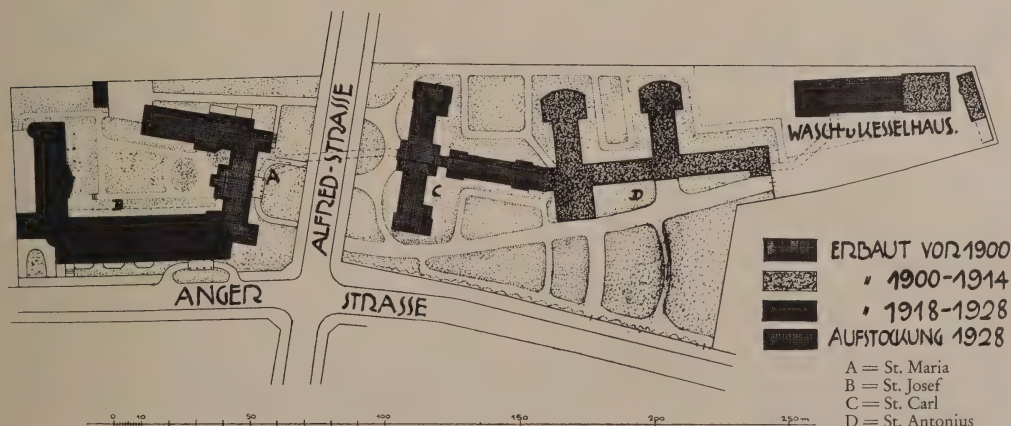 ALFRED-STRASSE
A
B
C
D
WASCH U KESSELHAUS.
ANGER STRASSE
ERBAUT VOR 1900
" 1900-1914
" 1918-1928
AUFSTOCKUNG 1928
A = St. Maria
B = St. Josef
C = St. Carl
D = St. Antonius
0 10 50 100 150 200 250m